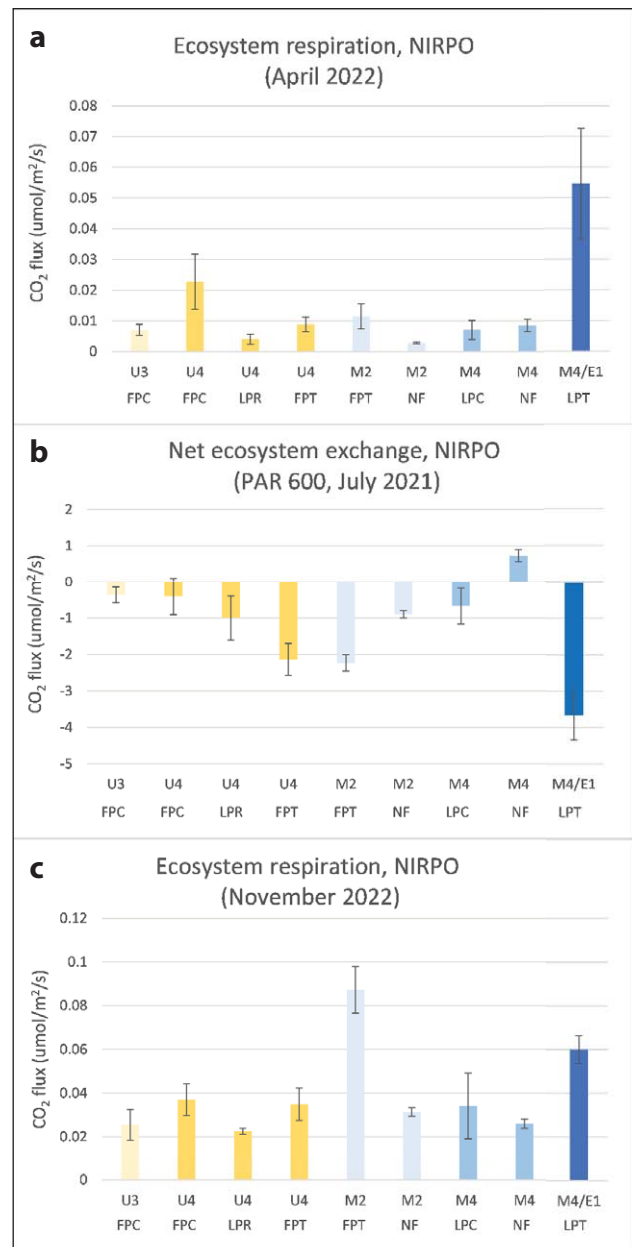 a
Ecosystem respiration, NIRPO
(April 2022)
CO₂ flux (umol/m²/s)
0.08
0.07
0.06
0.05
0.04
0.03
0.02
0.01
0
U3 U4 U4 U4 M2 M2 M4 M4 M4/E1
FPC FPC LPR FPT FPT NF LPC NF LPT
b
Net ecosystem exchange, NIRPO
(PAR 600, July 2021)
CO₂ flux (umol/m²/s)
2
1
0
-1
-2
-3
-4
-5
U3 U4 U4 U4 M2 M2 M4 M4 M4/E1
FPC FPC LPR FPT FPT NF LPC NF LPT
c
Ecosystem respiration, NIRPO
(November 2022)
CO₂ flux (umol/m²/s)
0.12
0.1
0.08
0.06
0.04
0.02
0
U3 U4 U4 U4 M2 M2 M4 M4 M4/E1
FPC FPC LPR FPT FPT NF LPC NF LPT